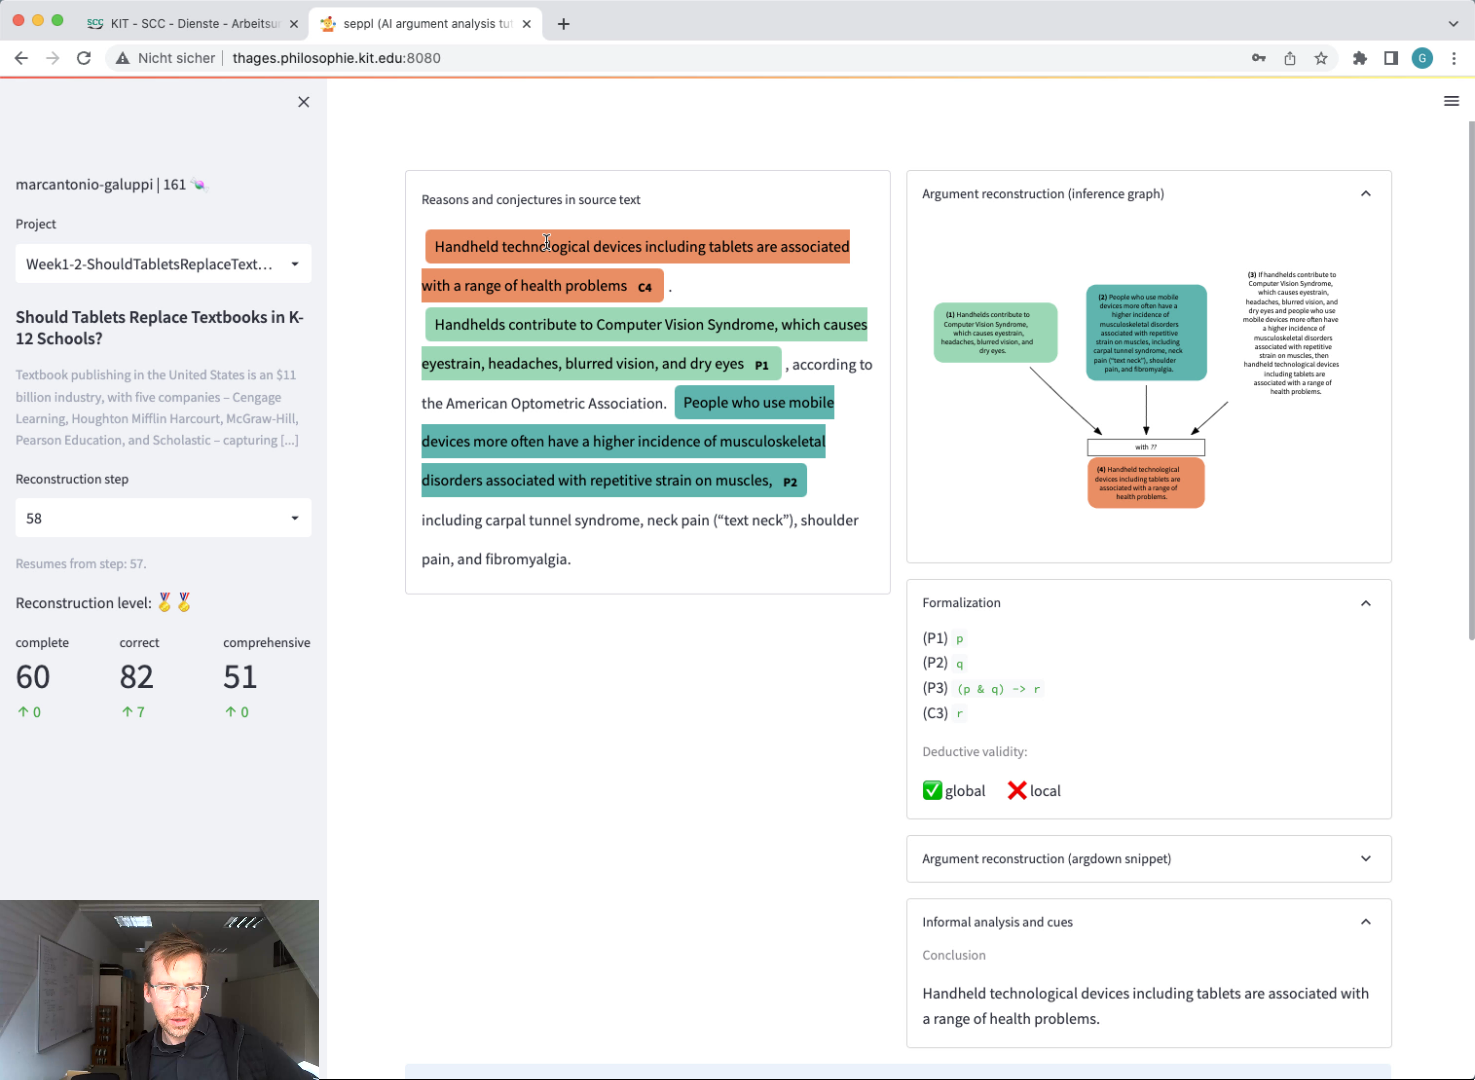 KIT - SCC - Dienste - Arbeitsu
seppl (AI argument analysis tut
Nicht sicher
thages.philosophie.kit.edu:8080
G
marcantonio-galuppi | 161
Project
Week1-2-ShouldTabletsReplaceText...
Should Tablets Replace Textbooks in K-
12 Schools?
Textbook publishing in the United States is an $11
billion industry, with five companies – Cengage
Learning, Houghton Mifflin Harcourt, McGraw-Hill,
Pearson Education, and Scholastic – capturing [...]
Reconstruction step
58
Resumes from step: 57.
Reconstruction level:
complete
correct
comprehensive
60
82
51
↑ 0
↑ 7
↑ 0
Reasons and conjectures in source text
Handheld technological devices including tablets are associated
with a range of health problems C4 .
Handhelds contribute to Computer Vision Syndrome, which causes
eyestrain, headaches, blurred vision, and dry eyes P1 , according to
the American Optometric Association. People who use mobile
devices more often have a higher incidence of musculoskeletal
disorders associated with repetitive strain on muscles, P2
including carpal tunnel syndrome, neck pain (“text neck”), shoulder
pain, and fibromyalgia.
Argument reconstruction (inference graph)
(1) Handhelds contribute to
Computer Vision Syndrome,
which causes eyestrain,
headaches, blurred vision, and
dry eyes.
(2) People who use mobile
devices more often have a
higher incidence of
musculoskeletal disorders
associated with repetitive
strain on muscles, including
carpal tunnel syndrome, neck
pain (“text neck”), shoulder
pain, and fibromyalgia.
(3) If handhelds contribute to
Computer Vision Syndrome,
which causes eyestrain,
headaches, blurred vision, and
dry eyes and people who use
mobile devices more often have
a higher incidence of
musculoskeletal disorders
associated with repetitive
strain on muscles, then
handheld technological devices
including tablets are
associated with a range of
health problems.
with ??
(4) Handheld technological
devices including tablets are
associated with a range of
health problems.
Formalization
(P1) p
(P2) q
(P3) (p & q) -> r
(C3) r
Deductive validity:
global
local
Argument reconstruction (argdown snippet)
Informal analysis and cues
Conclusion
Handheld technological devices including tablets are associated with
a range of health problems.